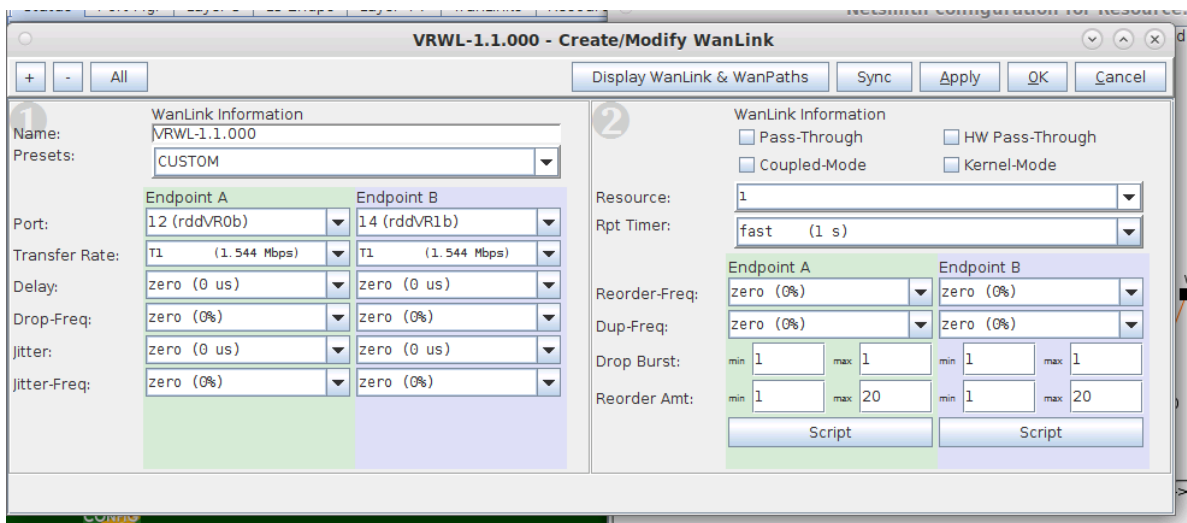 Netsmith Configuration for Resource:
VRWL-1.1.000 - Create/Modify WanLink
+ - All Display WanLink & WanPaths Sync Apply OK Cancel
1
WanLink Information
Name: VRWL-1.1.000
Presets: CUSTOM
Endpoint A Endpoint B
Port: 12 (rddVR0b) 14 (rddVR1b)
Transfer Rate: T1 (1.544 Mbps) T1 (1.544 Mbps)
Delay: zero (0 us) zero (0 us)
Drop-Freq: zero (0%) zero (0%)
Jitter: zero (0 us) zero (0 us)
Jitter-Freq: zero (0%) zero (0%)
2
WanLink Information
Pass-Through HW Pass-Through
Coupled-Mode Kernel-Mode
Resource: 1
Rpt Timer: fast (1 s)
Endpoint A Endpoint B
Reorder-Freq: zero (0%) zero (0%)
Dup-Freq: zero (0%) zero (0%)
Drop Burst: min 1 max 1 min 1 max 1
Reorder Amt: min 1 max 20 min 1 max 20
Script Script